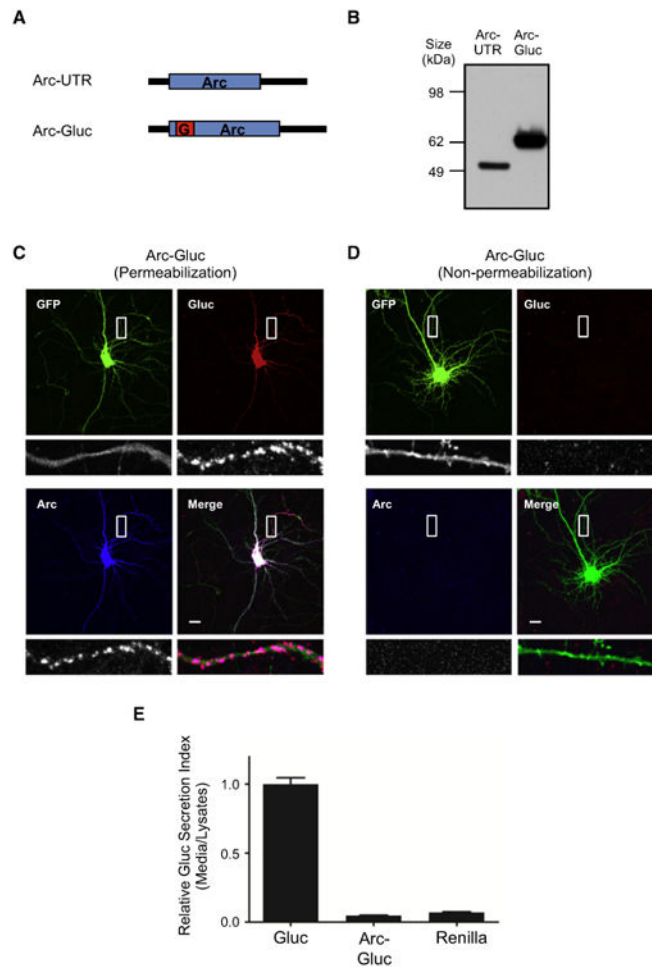 A
Arc-UTR
Arc
Arc-Gluc
G
Arc
B
Size
(kDa)
Arc-
UTR
Arc-
Gluc
98
62
49
C
Arc-Gluc
(Permeabilization)
GFP
Gluc
Arc
Merge
D
Arc-Gluc
(Non-permeabilization)
GFP
Gluc
Arc
Merge
E
Relative Gluc Secretion Index
(Media/Lysates)
1.0
0.5
0.0
Gluc
Arc-
Gluc
Renilla